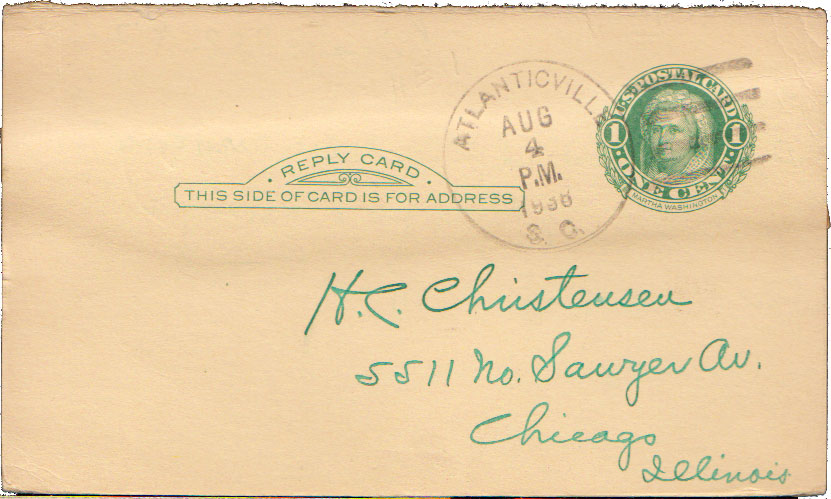 ATLANTICVILLE
AUG
4
P.M.
1936
S. C.
U.S. POSTAL CARD
1 1
ONE CENT
MARTHA WASHINGTON
REPLY CARD
THIS SIDE OF CARD IS FOR ADDRESS
H. C. Christensen
5511 No. Sawyer Av.
Chicago
Illinois